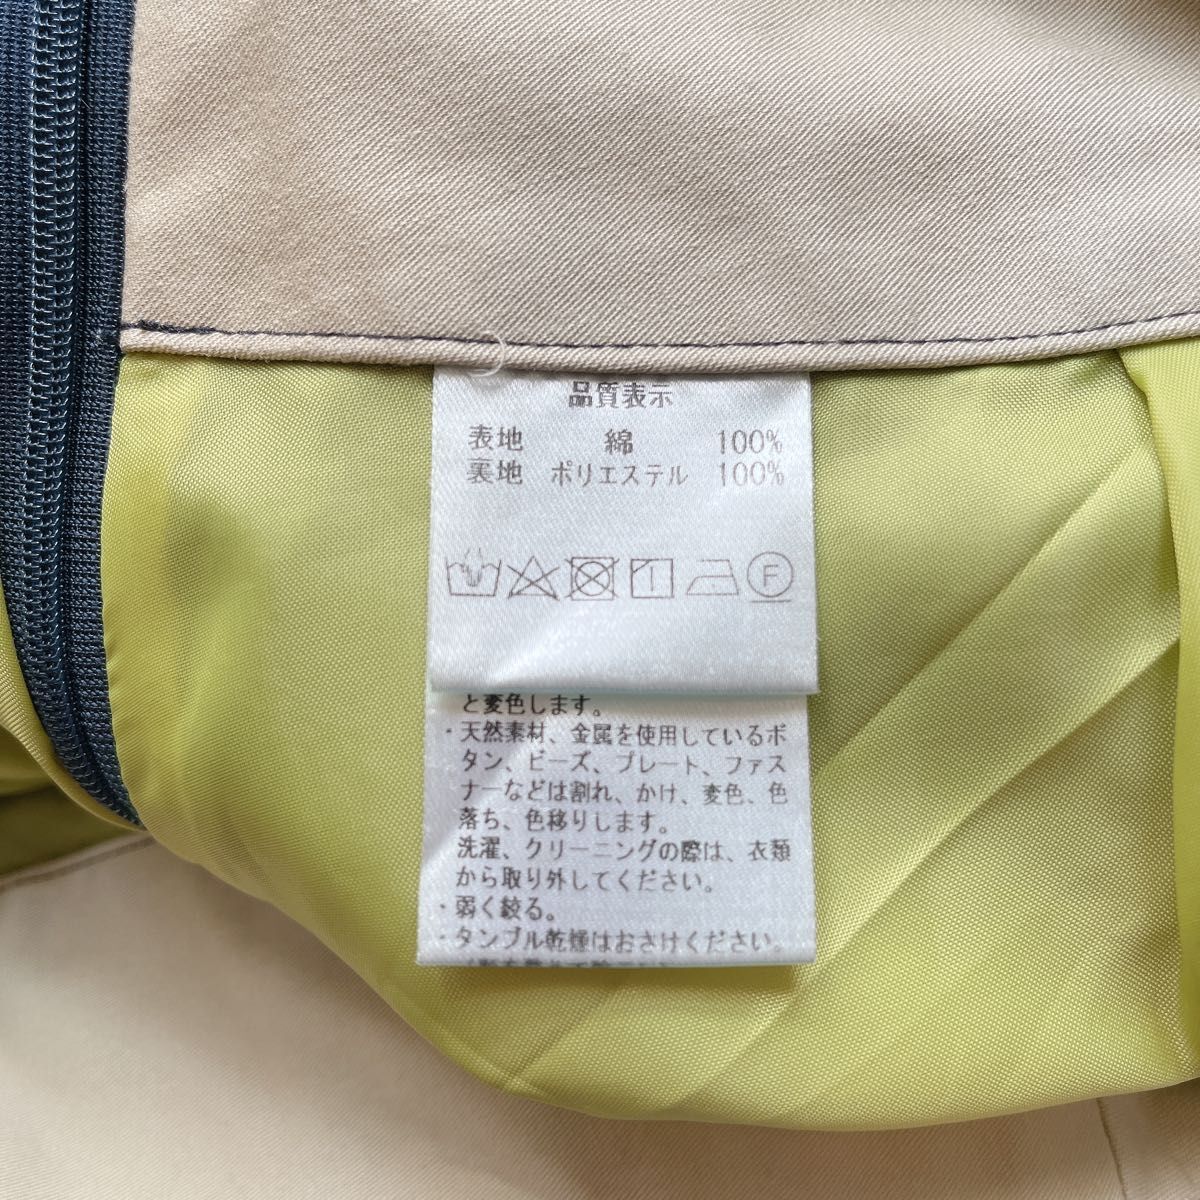 品質表示
表地 綿 100%
裏地 ポリエステル 100%
F
と変色します。
・天然素材、金属を使用しているボ
タン、ビーズ、プレート、ファス
ナーなどは割れ、かけ、変色、色
落ち、色移りします。
洗濯、クリーニングの際は、衣類
から取り外してください。
・弱く絞る。
・タンブル乾燥はおさけください。